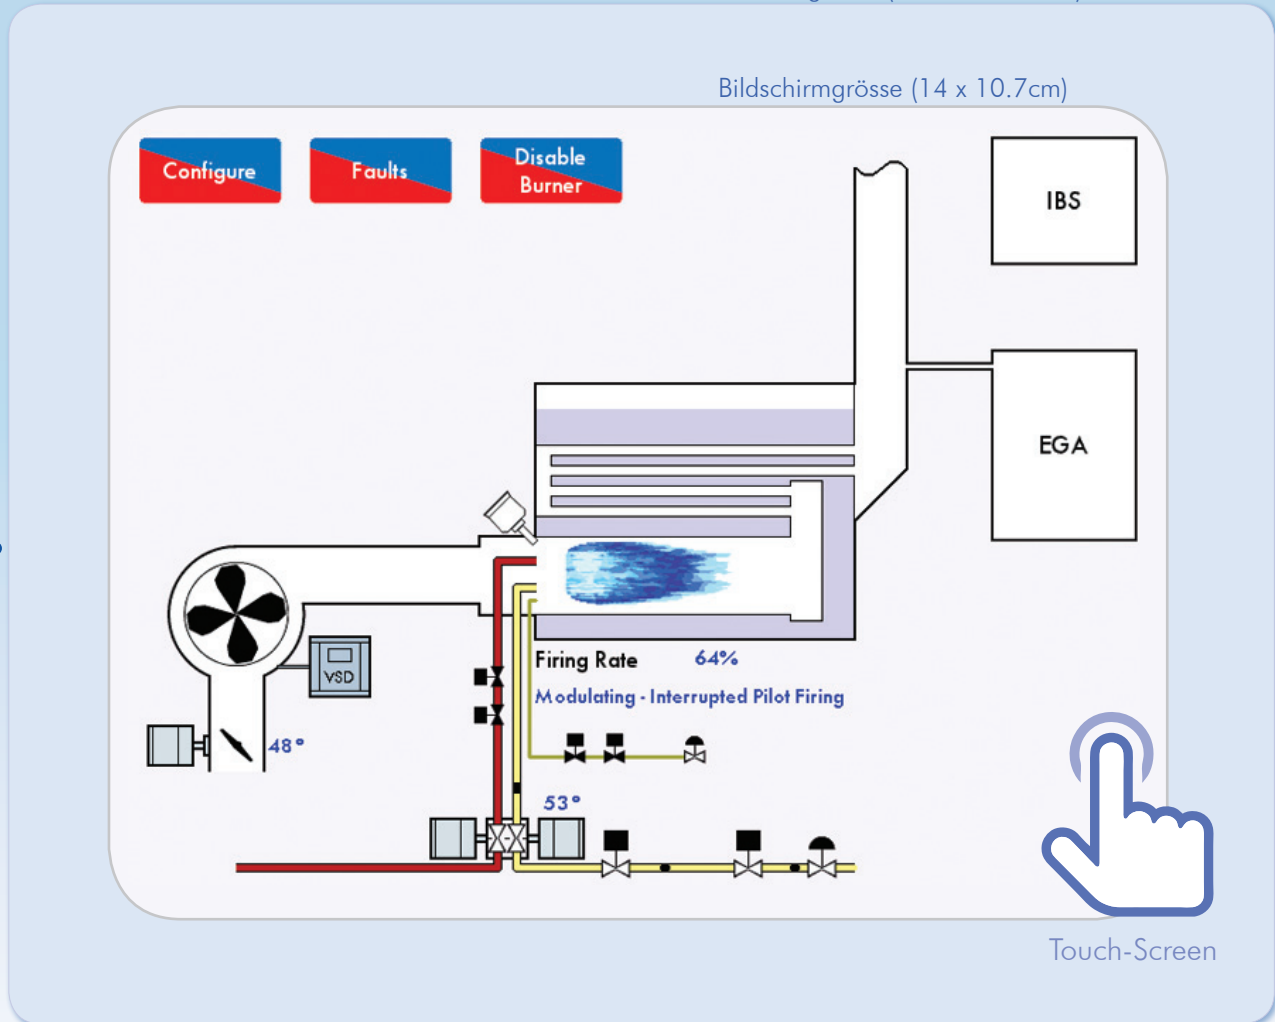 Bildschirmgrösse (14 x 10.7cm)
Configure
Faults
Disable
Burner
IBS
EGA
VSD
Firing Rate 64%
Modulating - Interrupted Pilot Firing
48°
53°
Touch-Screen